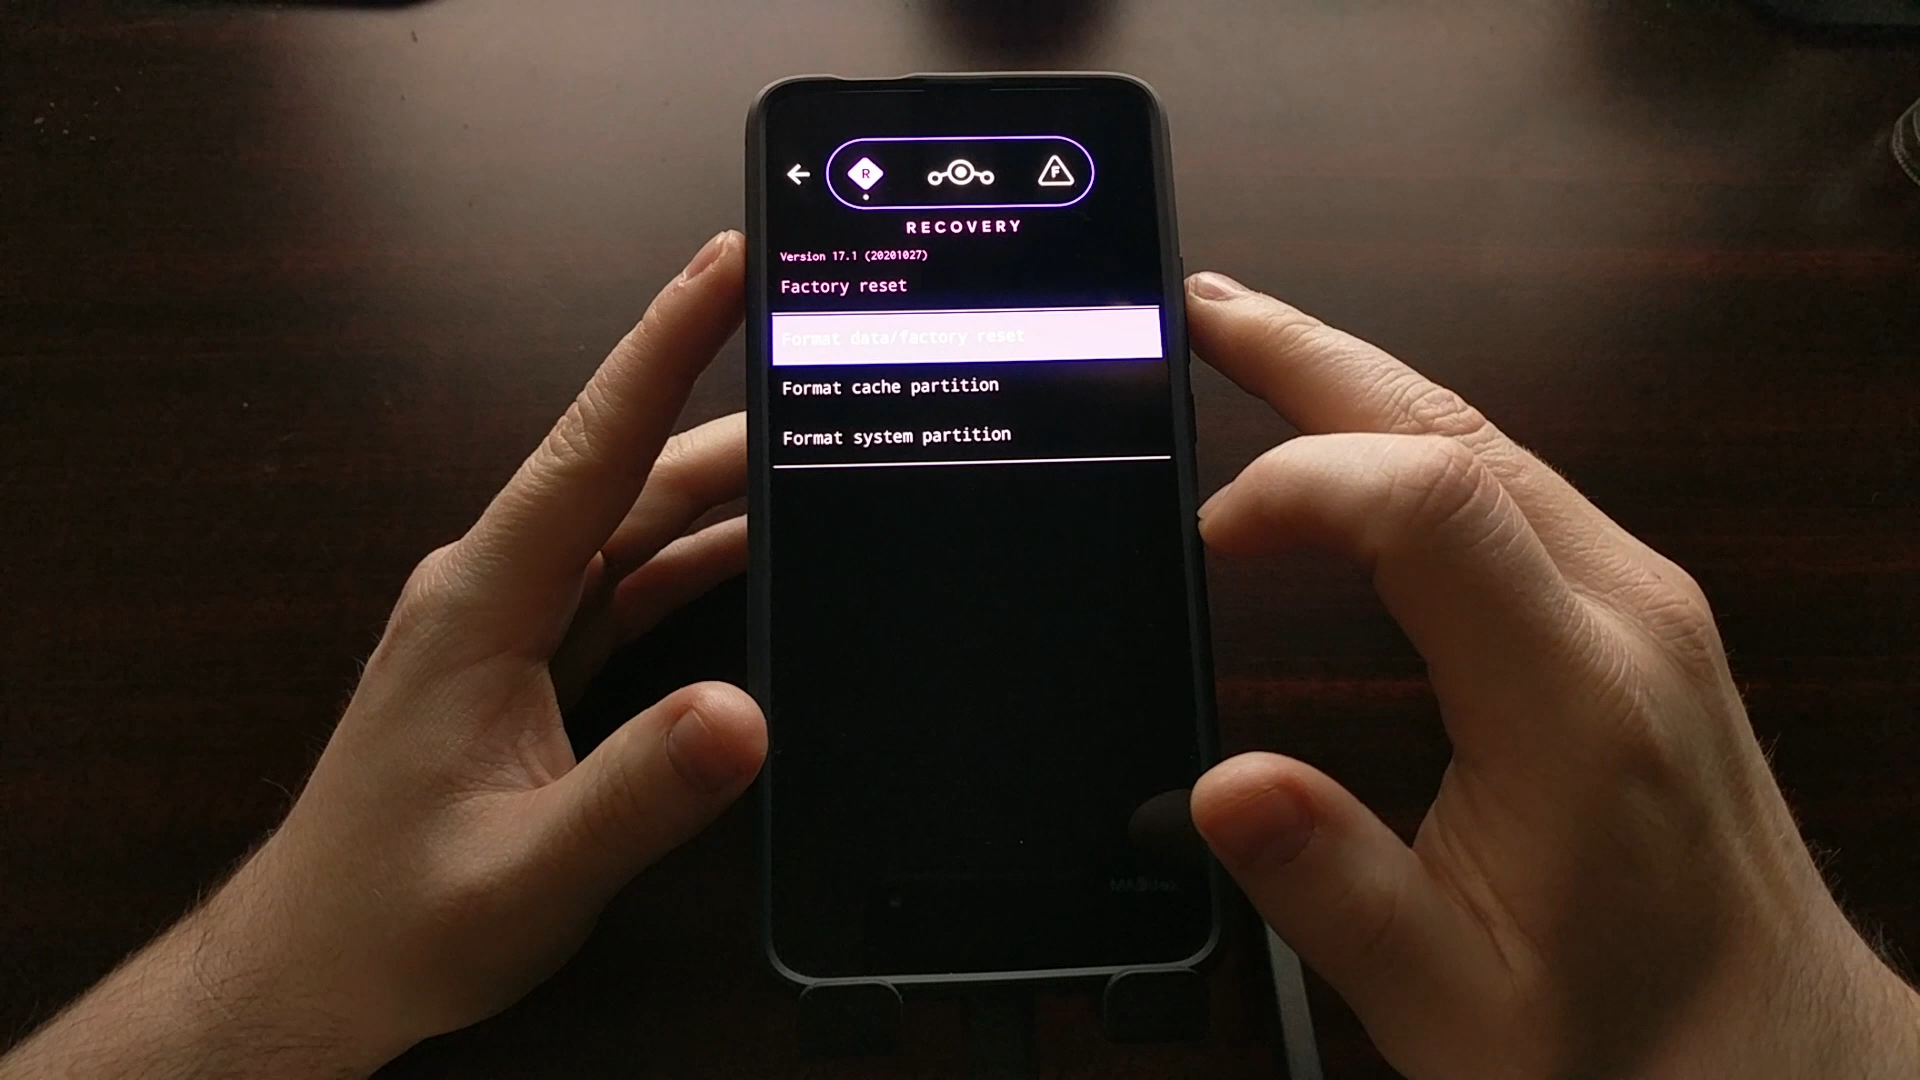 R
F
RECOVERY
Version 17.1 (20201027)
Factory reset
Format data/factory reset
Format cache partition
Format system partition